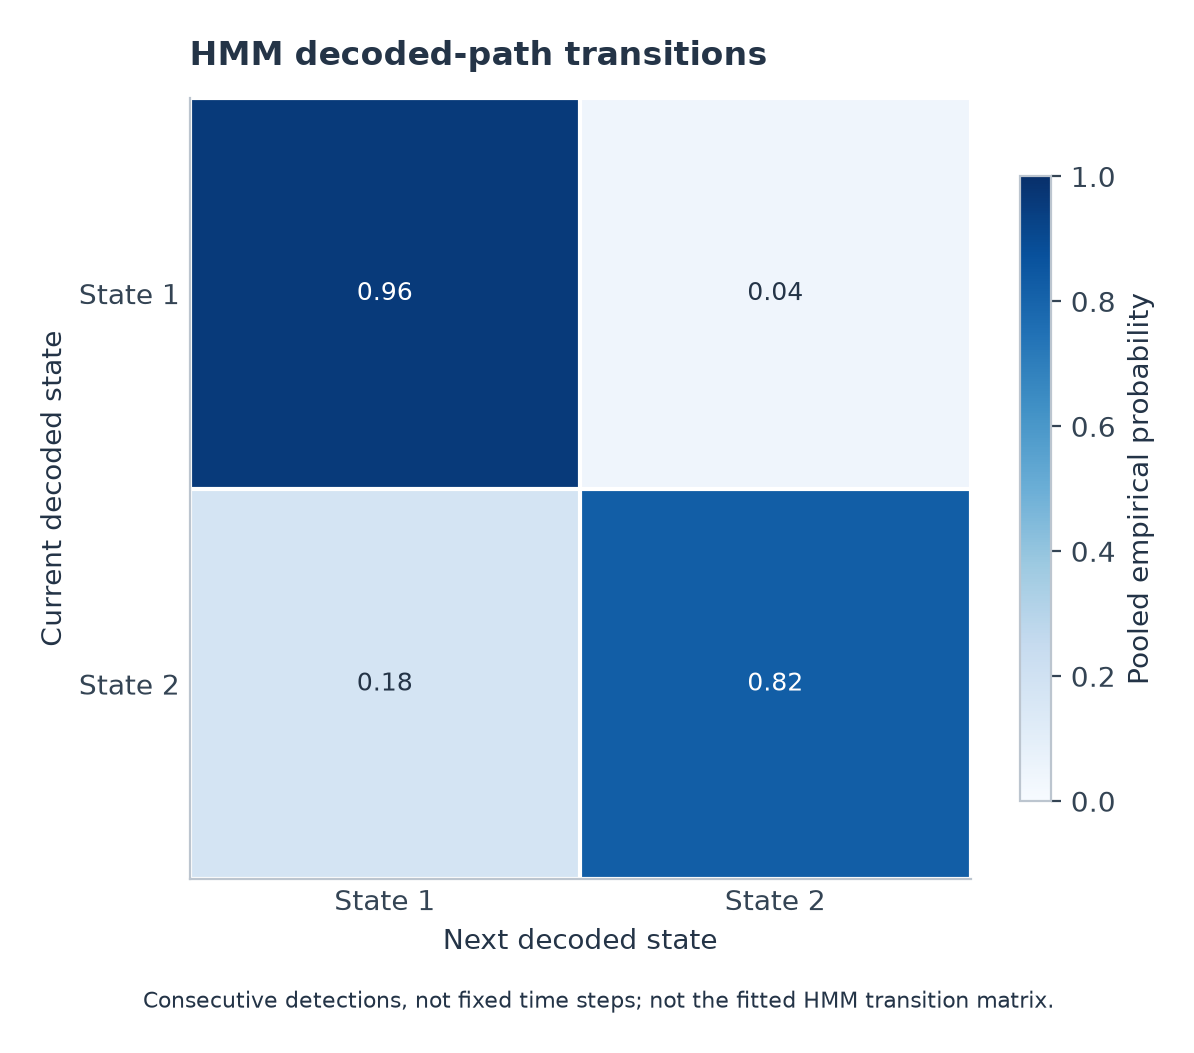 HMM decoded-path transitions
1.0
0.8
0.6
0.4
0.2
0.0
Pooled empirical probability
Current decoded state
State 1
0.96
0.04
State 2
0.18
0.82
State 1
State 2
Next decoded state
Consecutive detections, not fixed time steps; not the fitted HMM transition matrix.